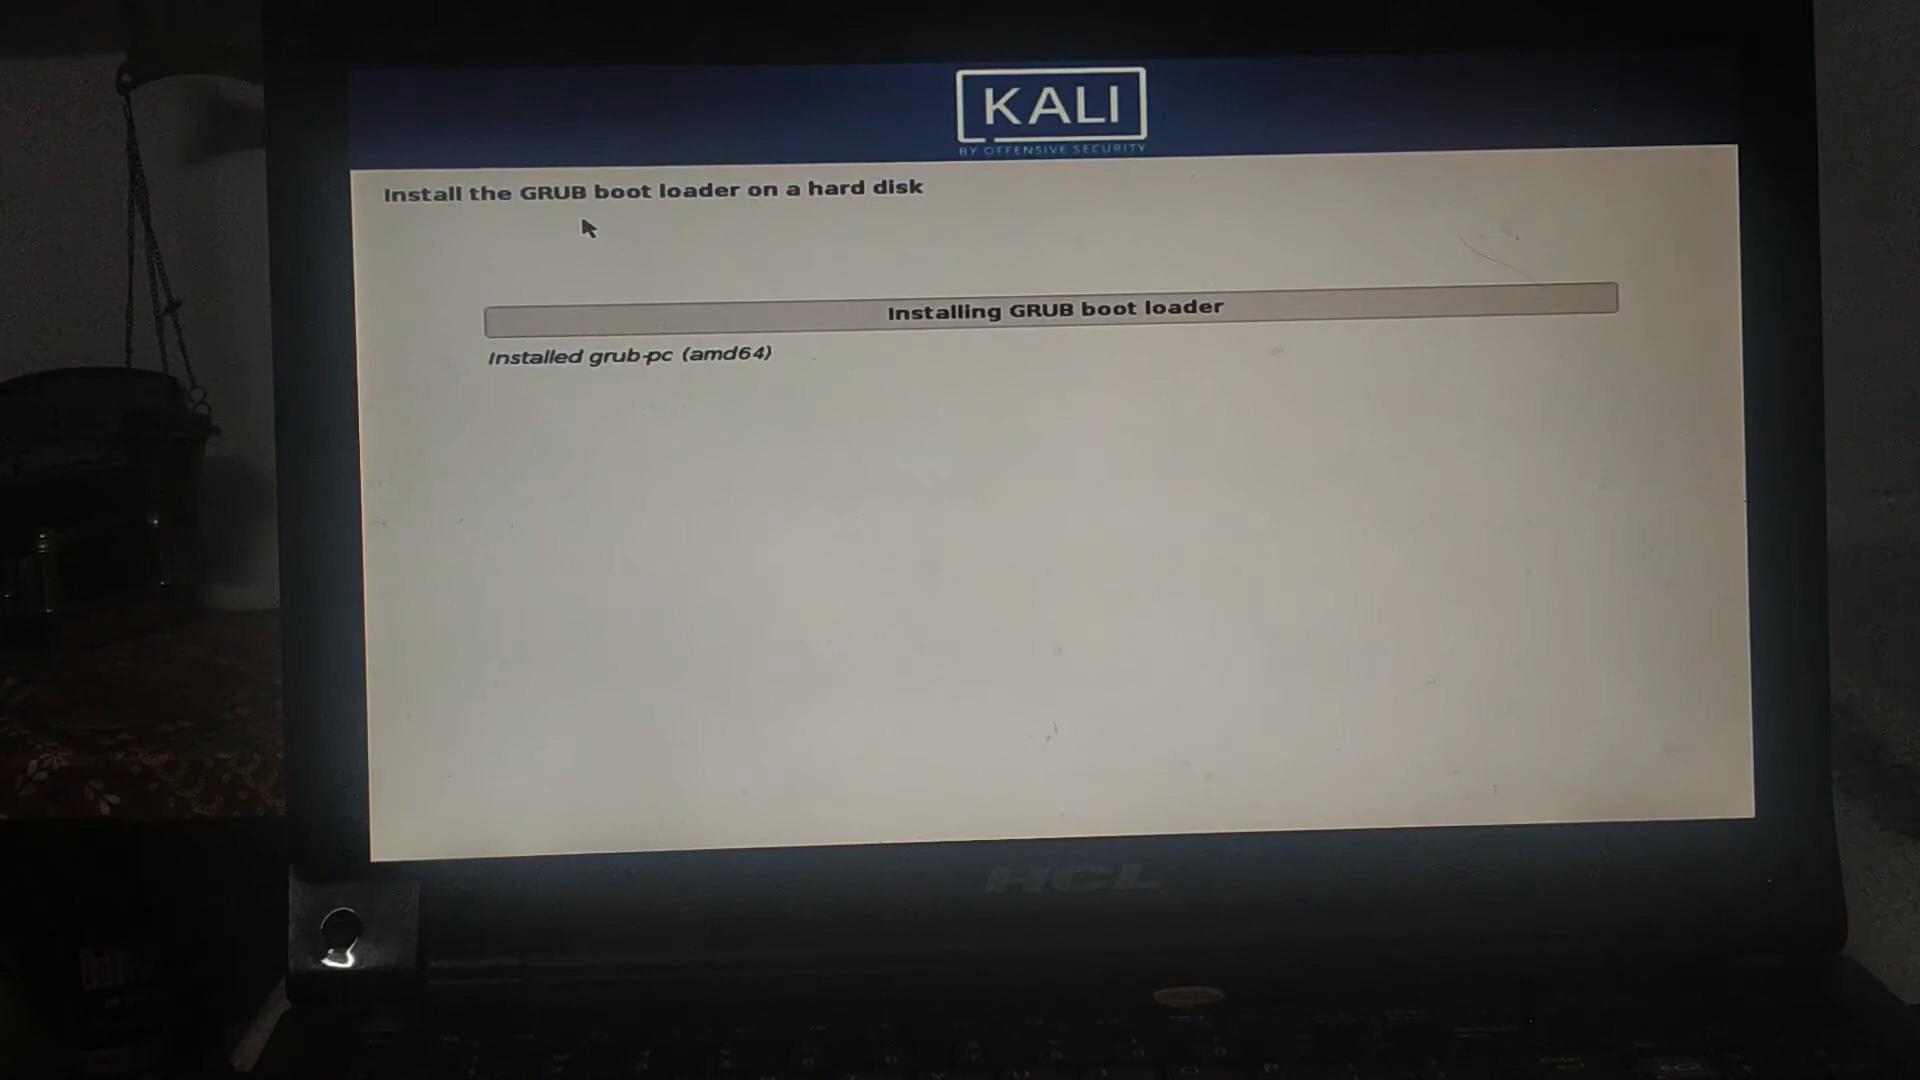 KALI
BY OFFENSIVE SECURITY
Install the GRUB boot loader on a hard disk
Installing GRUB boot loader
Installed grub-pc (amd64)
HCL